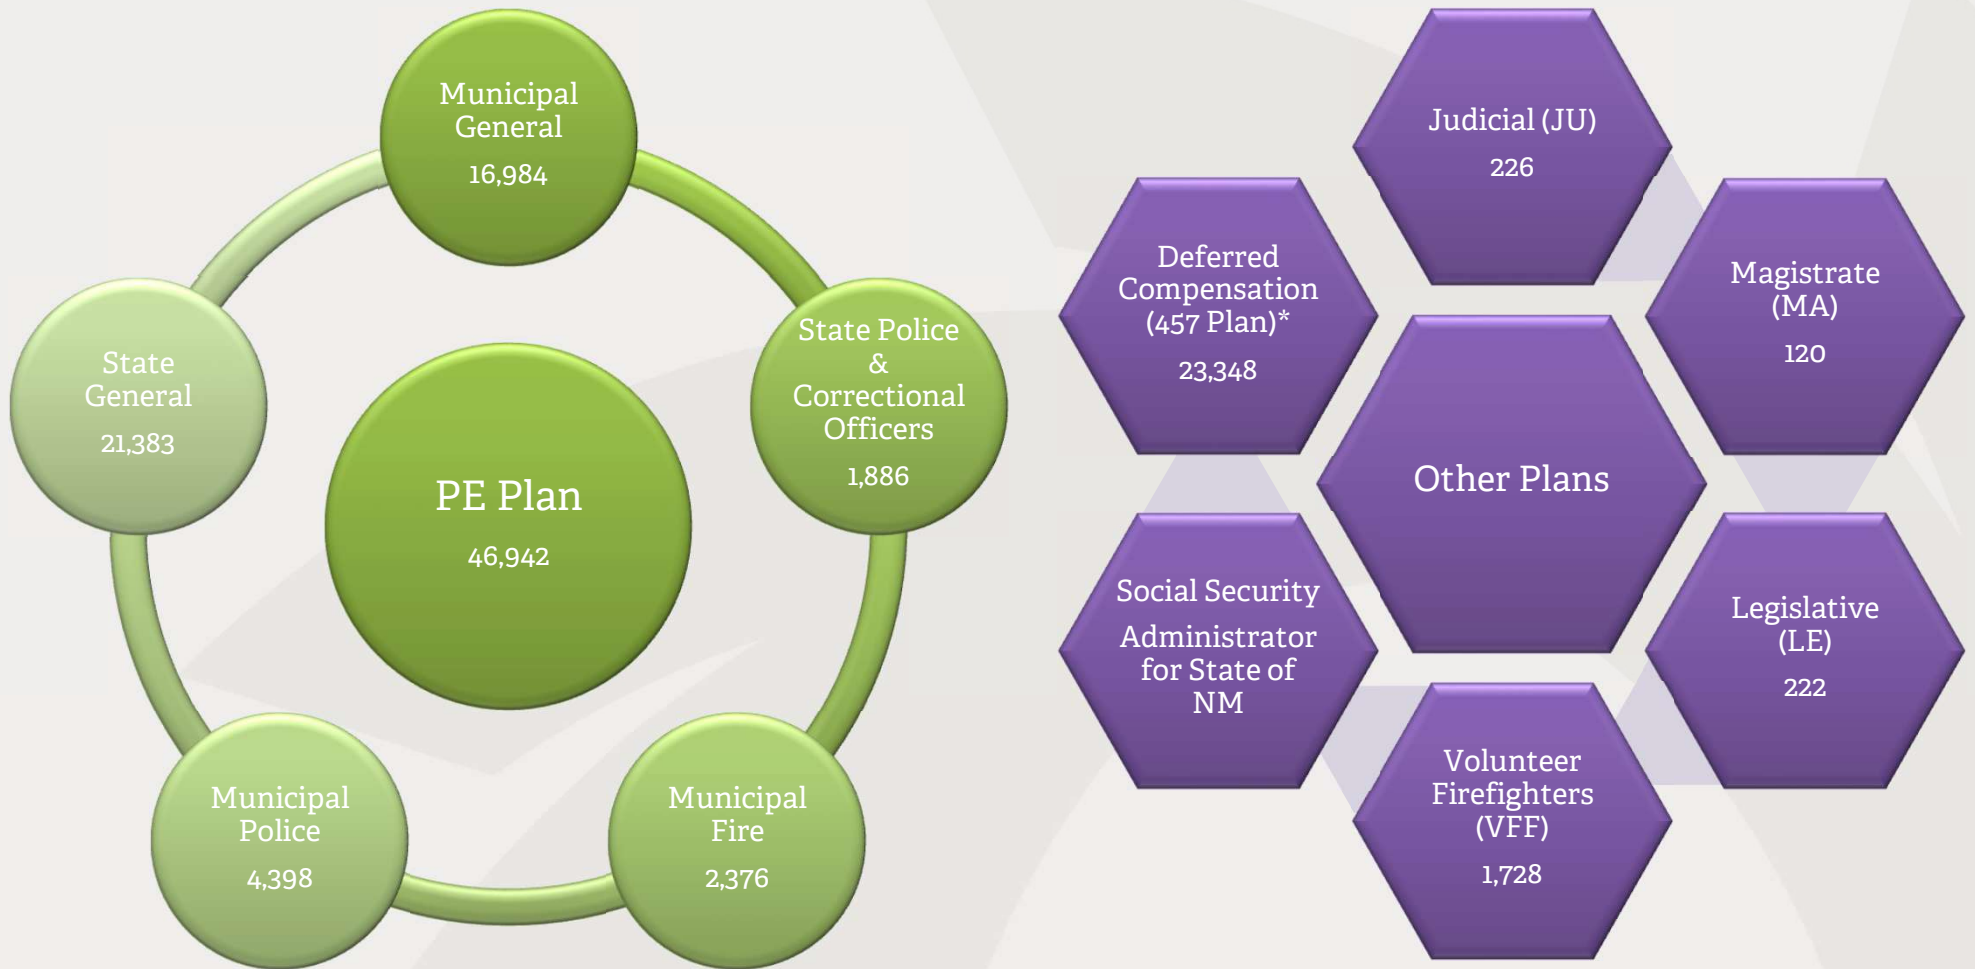 Municipal
General
16,984
State Police
&
Correctional
Officers
1,886
Municipal
Fire
2,376
Municipal
Police
4,398
State
General
21,383
PE Plan
46,942
Judicial (JU)
226
Magistrate
(MA)
120
Legislative
(LE)
222
Volunteer
Firefighters
(VFF)
1,728
Social Security
Administrator
for State of
NM
Deferred
Compensation
(457 Plan)*
23,348
Other Plans